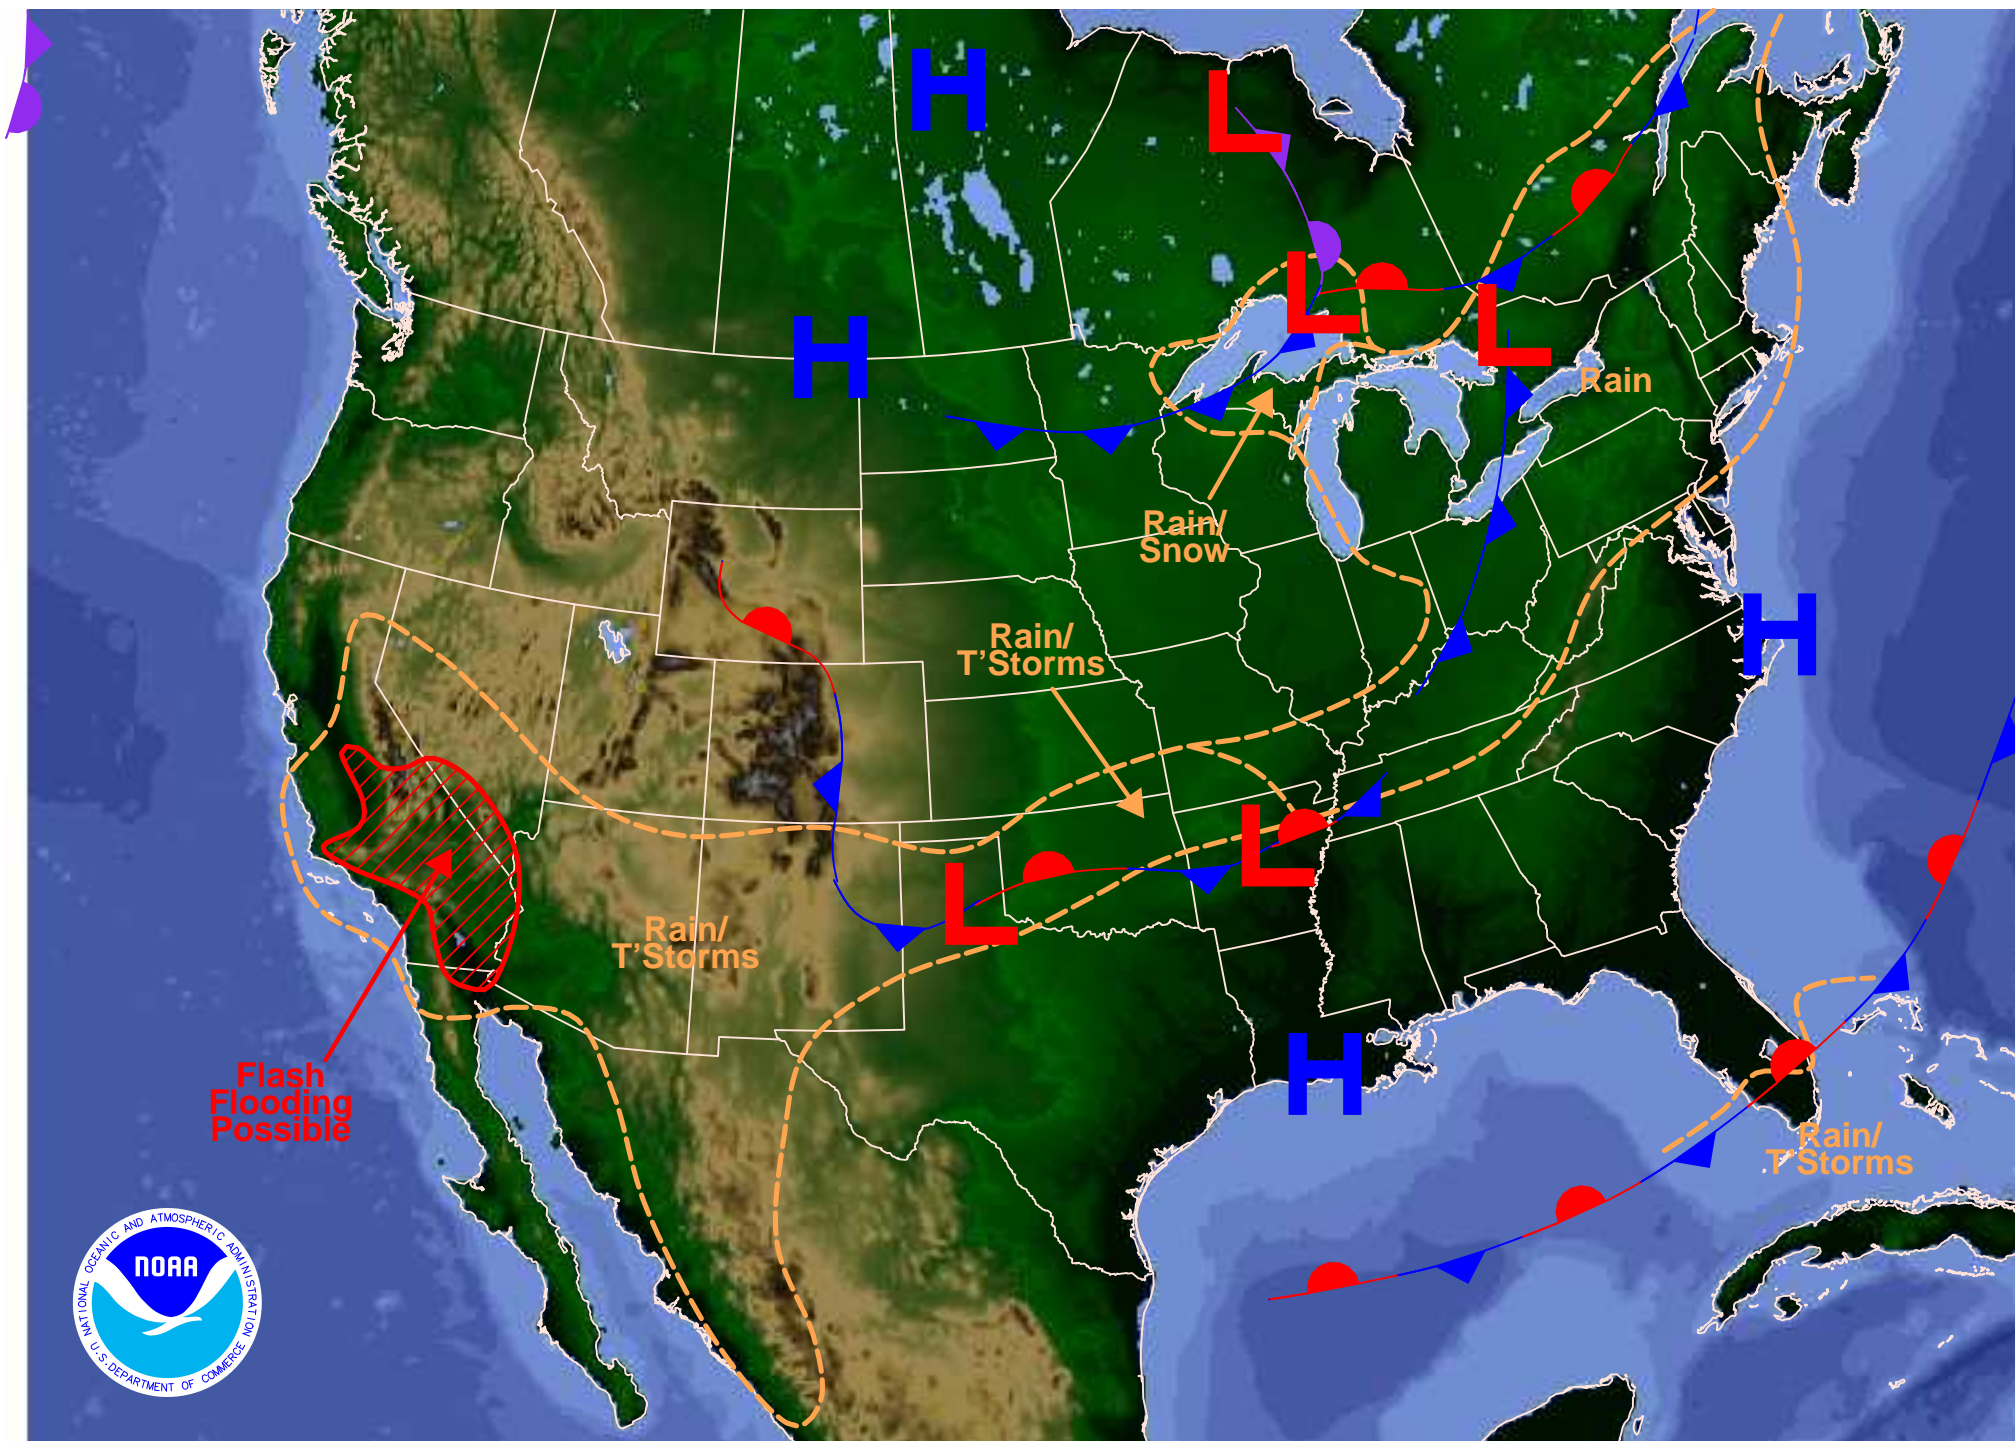 H
L
L
H
L
Rain
Rain/
Snow
H
Rain/
T'Storms
L
L
Rain/
T'Storms
H
Flash
Flooding
Possible
Rain/
T'Storms
NOAA
NATIONAL OCEANIC AND ATMOSPHERIC ADMINISTRATION
U.S. DEPARTMENT OF COMMERCE